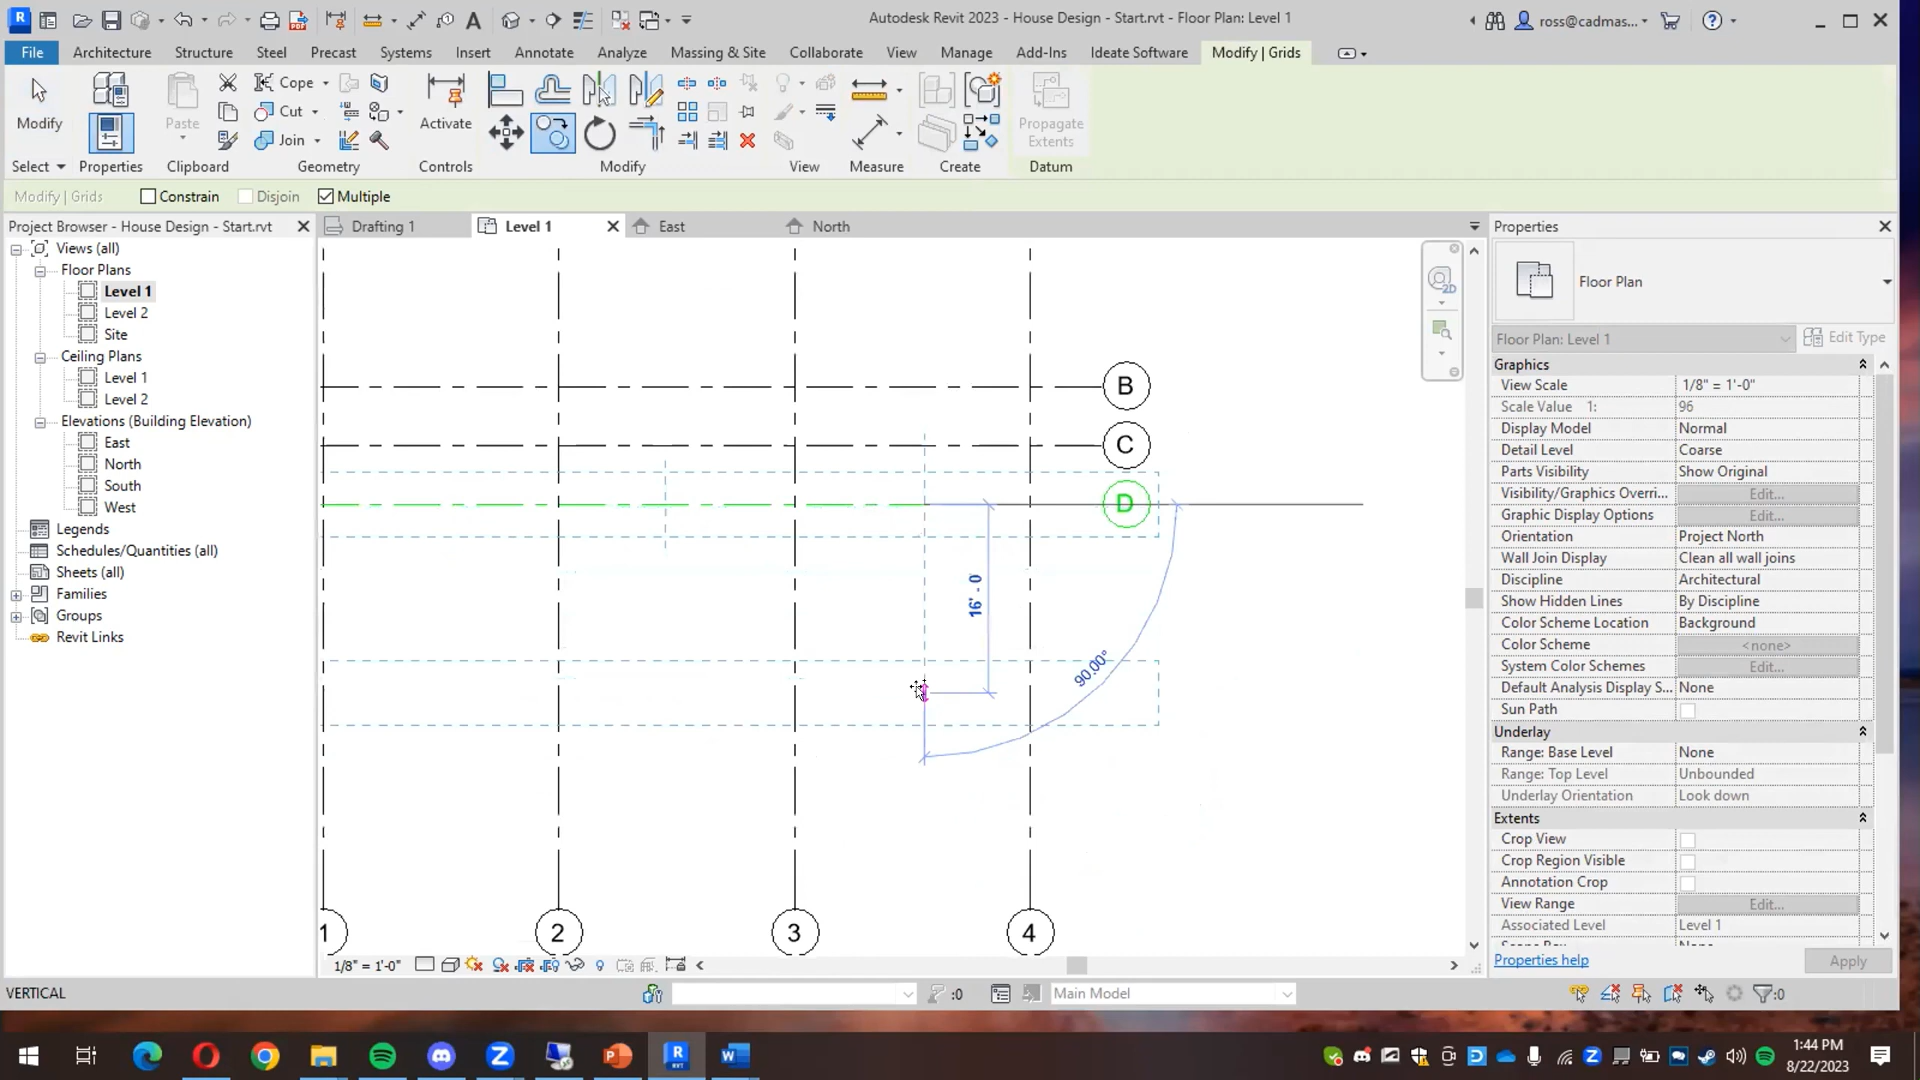 Autodesk Revit 2023 - House Design - Start.rvt - Floor Plan: Level 1
ross@cadmas...
File Architecture Structure Steel Precast Systems Insert Annotate Analyze Massing & Site Collaborate View Manage Add-Ins Ideate Software Modify | Grids
Modify Paste Cope Cut Join Activate Propagate Extents
Select Properties Clipboard Geometry Controls Modify View Measure Create Datum
Modify | Grids Constrain Disjoin Multiple
Project Browser - House Design - Start.rvt
Views (all)
Floor Plans
Level 1
Level 2
Site
Ceiling Plans
Level 1
Level 2
Elevations (Building Elevation)
East
North
South
West
Legends
Schedules/Quantities (all)
Sheets (all)
Families
Groups
Revit Links
Drafting 1 Level 1 East North
2D
B
C
D
16' - 0
90.00°
1 2 3 4
1/8" = 1'-0"
Properties
Floor Plan
Floor Plan: Level 1 Edit Type
Graphics
View Scale 1/8" = 1'-0"
Scale Value 1: 96
Display Model Normal
Detail Level Coarse
Parts Visibility Show Original
Visibility/Graphics Overri... Edit...
Graphic Display Options Edit...
Orientation Project North
Wall Join Display Clean all wall joins
Discipline Architectural
Show Hidden Lines By Discipline
Color Scheme Location Background
Color Scheme <none>
System Color Schemes Edit...
Default Analysis Display S... None
Sun Path
Underlay
Range: Base Level None
Range: Top Level Unbounded
Underlay Orientation Look down
Extents
Crop View
Crop Region Visible
Annotation Crop
View Range Edit...
Associated Level Level 1
Properties help Apply
VERTICAL :0 Main Model :0
1:44 PM
8/22/2023